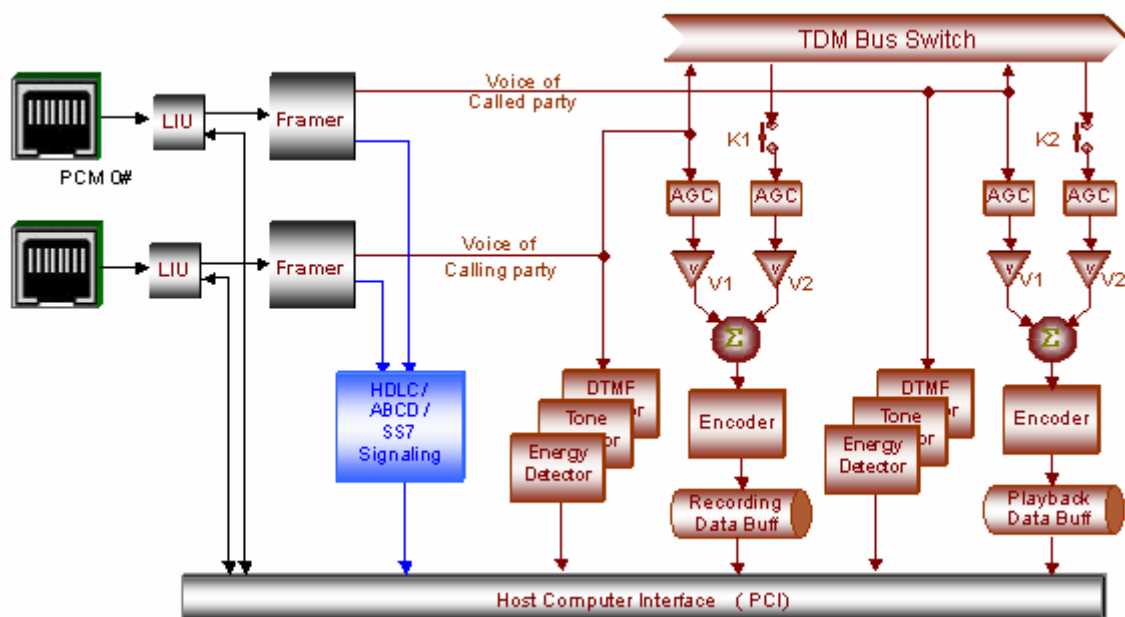 TDM Bus Switch
Voice of
Called party
LIU
Framer
K1
K2
PCM 0#
AGC
AGC
AGC
AGC
Voice of
Calling party
LIU
Framer
v
V1
v
V2
v
V1
v
V2
Σ
Σ
HDLC/
ABCD/
SS7
Signaling
DTMF
Tone
Energy
Detector
Encoder
DTMF
Tone
Energy
Detector
Encoder
Recording
Data Buff
Playback
Data Buff
Host Computer Interface ( PCI)